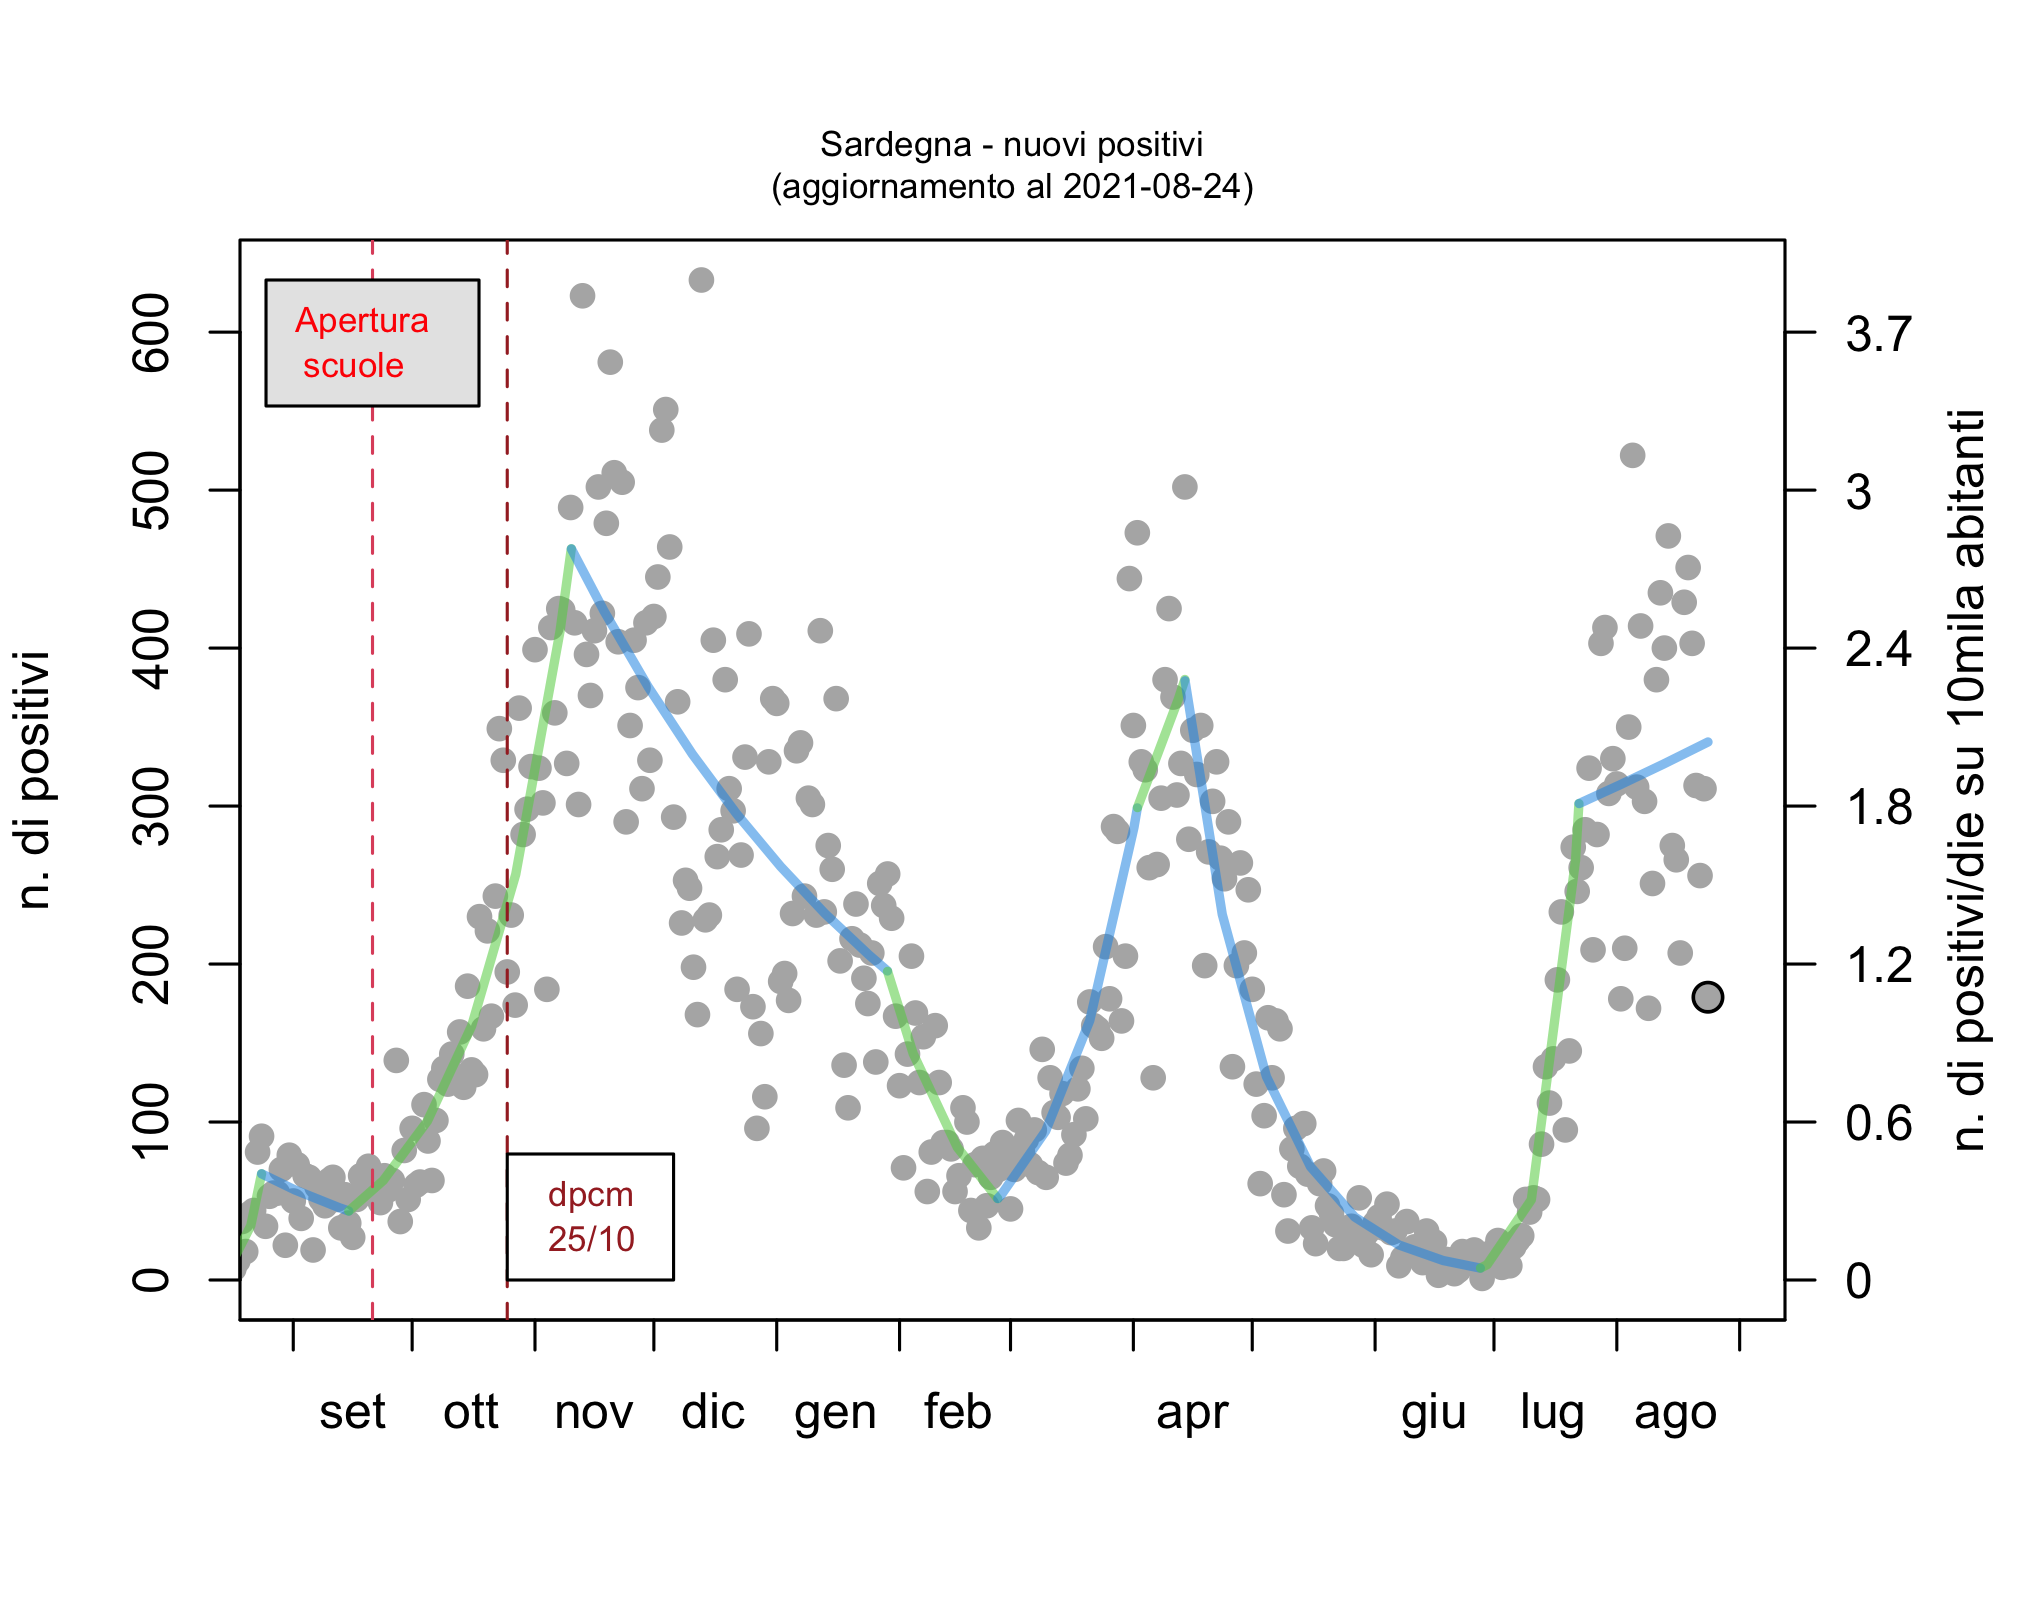 Sardegna - nuovi positivi
(aggiornamento al 2021-08-24)
n. di positivi
600
500
400
300
200
100
0
Apertura
scuole
dpcm
25/10
3.7
3
2.4
1.8
1.2
0.6
0
n. di positivi/die su 10mila abitanti
set ott nov dic gen feb apr giu lug ago